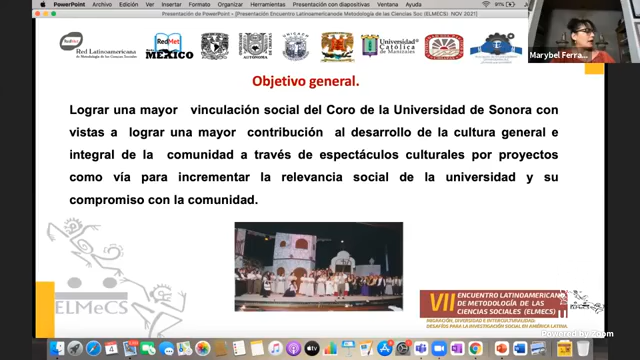 PowerPoint Archivo Edición Ver Insertar Formato Organizar Herramientas Presentación con diapositivas Ventana Ayuda 91%
Presentación de PowerPoint - [Presentación Encuentro Latinoamericano de Metodología de las Ciencias Soc (ELMECS) NOV 2021]
RedMet
Red Latinoamericana
de Metodología de las Ciencias Sociales
RedMet
MÉXICO
AUTÓNOMA
Universidad
Católica
de Manizales
Marybel Ferra...
Objetivo general.
Lograr una mayor vinculación social del Coro de la Universidad de Sonora con
vistas a lograr una mayor contribución al desarrollo de la cultura general e
integral de la comunidad a través de espectáculos culturales por proyectos
como vía para incrementar la relevancia social de la universidad y su
compromiso con la comunidad.
ELMeCS
VII
ENCUENTRO LATINOAMERICANO
DE METODOLOGÍA DE LAS
CIENCIAS SOCIALES (ELMECS)
MIGRACIÓN, DIVERSIDAD E INTERCULTURALIDAD:
DESAFÍOS PARA LA INVESTIGACIÓN SOCIAL EN AMÉRICA LATINA.
Powered by Zoom